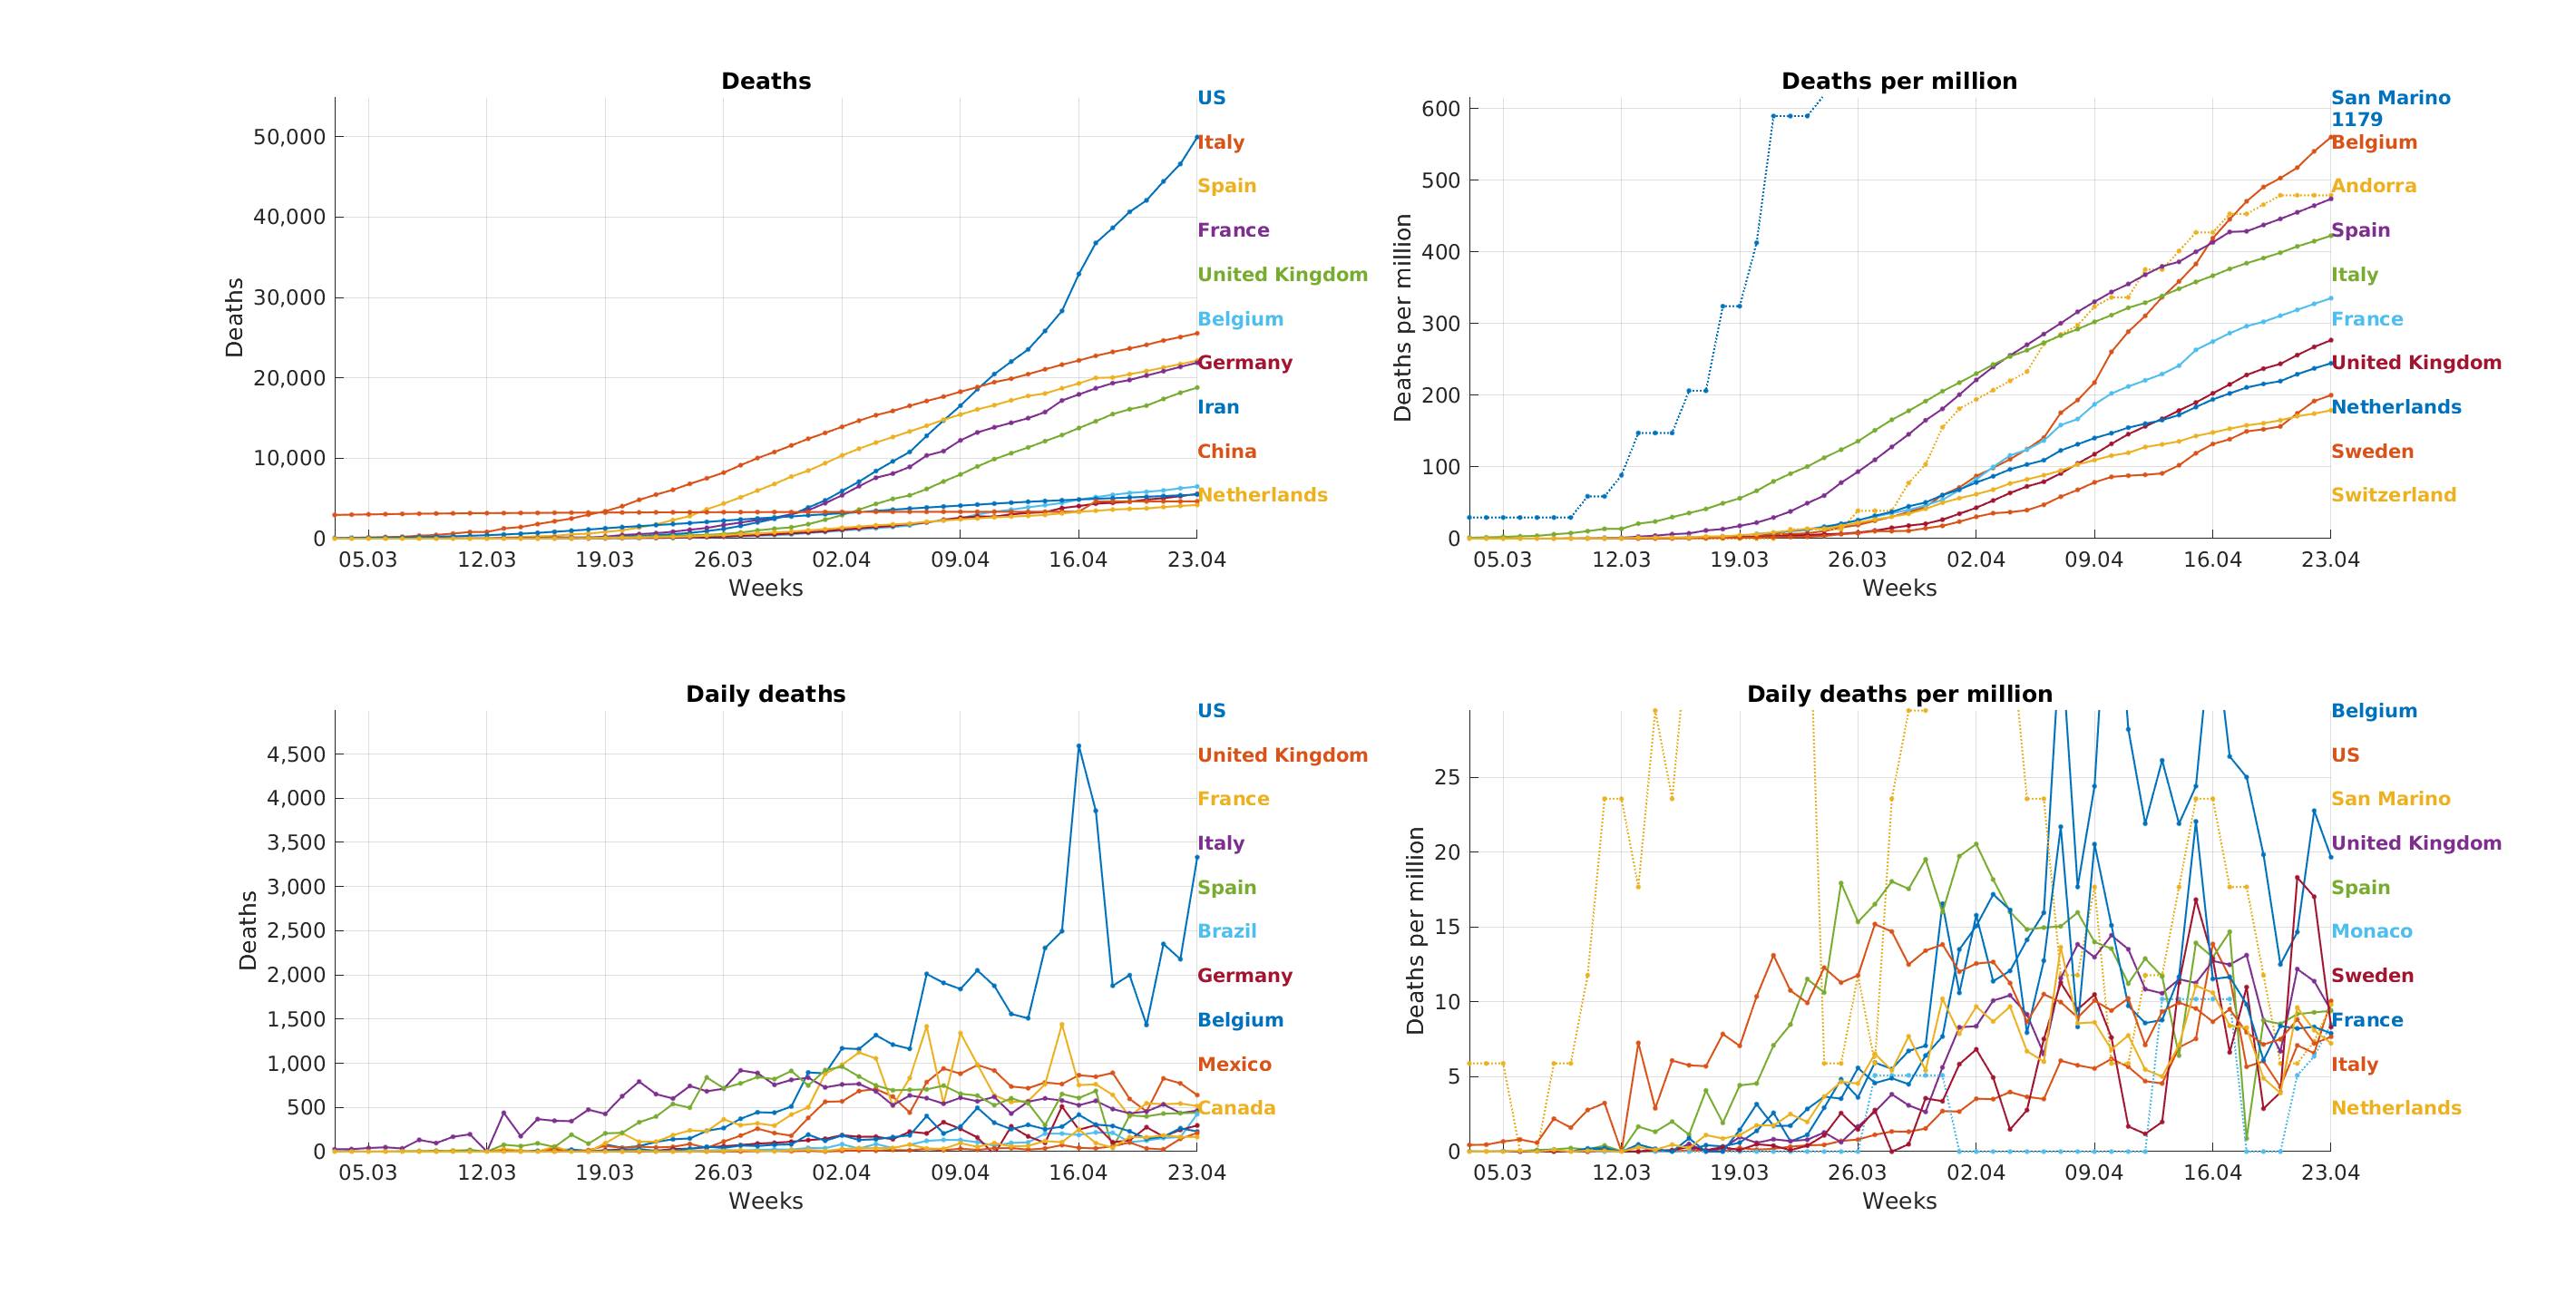 Deaths
Deaths
50,000
40,000
30,000
20,000
10,000
0
05.03 12.03 19.03 26.03 02.04 09.04 16.04 23.04
Weeks
US
Italy
Spain
France
United Kingdom
Belgium
Germany
Iran
China
Netherlands
Deaths per million
Deaths per million
600
500
400
300
200
100
0
05.03 12.03 19.03 26.03 02.04 09.04 16.04 23.04
Weeks
San Marino
1179
Belgium
Andorra
Spain
Italy
France
United Kingdom
Netherlands
Sweden
Switzerland
Daily deaths
Deaths
4,500
4,000
3,500
3,000
2,500
2,000
1,500
1,000
500
0
05.03 12.03 19.03 26.03 02.04 09.04 16.04 23.04
Weeks
US
United Kingdom
France
Italy
Spain
Brazil
Germany
Belgium
Mexico
Canada
Daily deaths per million
Deaths per million
25
20
15
10
5
0
05.03 12.03 19.03 26.03 02.04 09.04 16.04 23.04
Weeks
Belgium
US
San Marino
United Kingdom
Spain
Monaco
Sweden
France
Italy
Netherlands